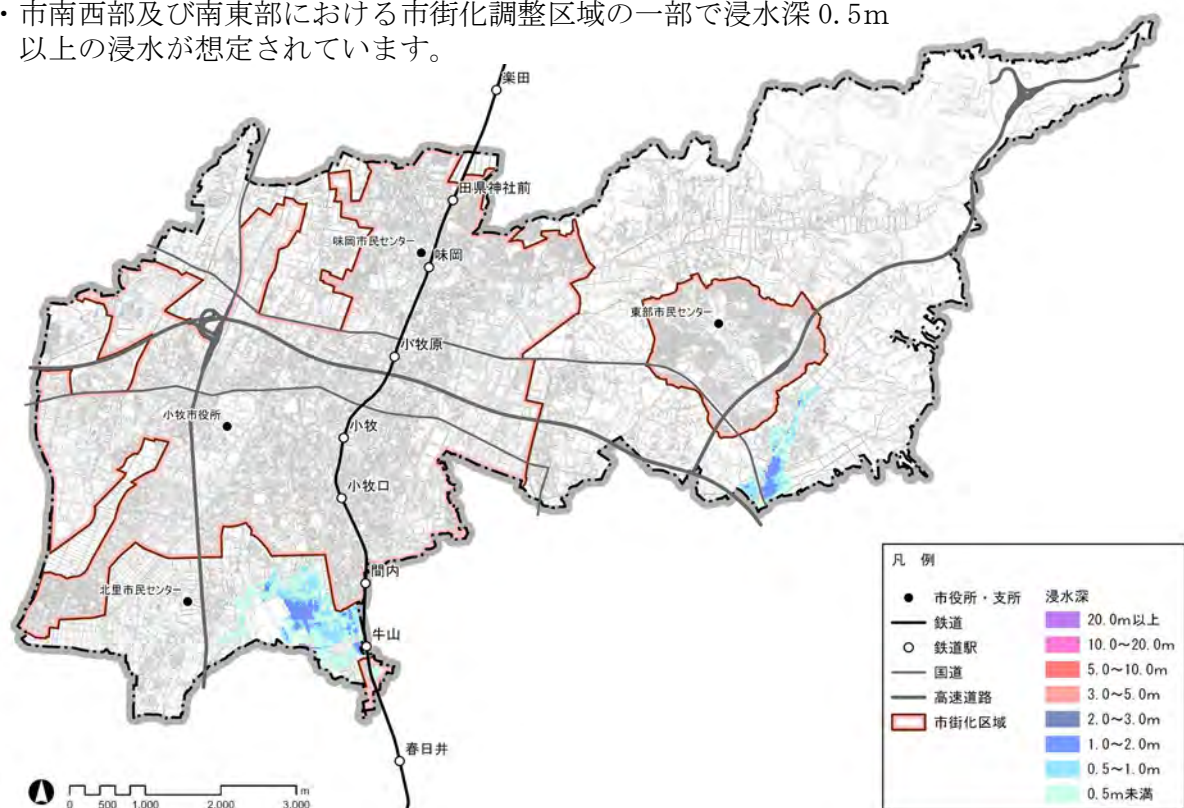 ・市南西部及び南東部における市街化調整区域の一部で浸水深 0.5m
以上の浸水が想定されています。
楽田
田県神社前
味岡市民センター
味岡
東部市民センター
小牧原
小牧市役所
小牧
小牧口
間内
北里市民センター
牛山
春日井
凡 例
市役所・支所
鉄道
鉄道駅
国道
高速道路
市街化区域
浸水深
20.0m以上
10.0～20.0m
5.0～10.0m
3.0～5.0m
2.0～3.0m
1.0～2.0m
0.5～1.0m
0.5m未満
0 500 1,000 2,000 3,000 m